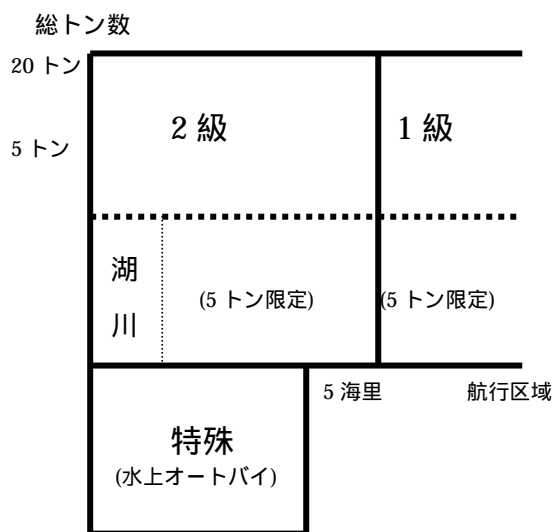 総トン数
20 トン
2 級
1 級
5 トン
湖
川
(5 トン限定)
(5 トン限定)
5 海里
航行区域
特殊
(水上オートバイ)